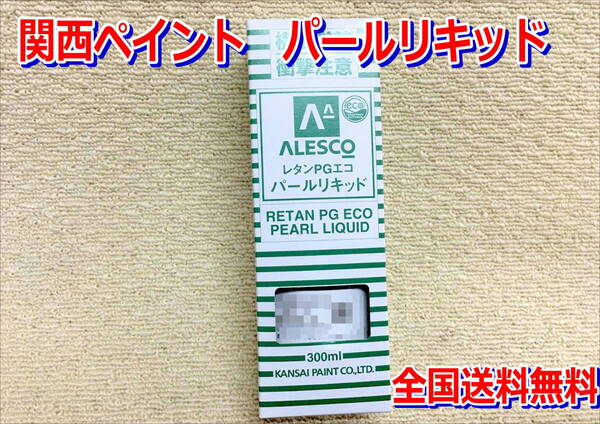 関西ペイント パールリキッド
衝撃注意
eco
ALESCO
レタンPGエコ
パールリキッド
RETAN PG ECO
PEARL LIQUID
300ml
KANSAI PAINT CO.,LTD.
全国送料無料